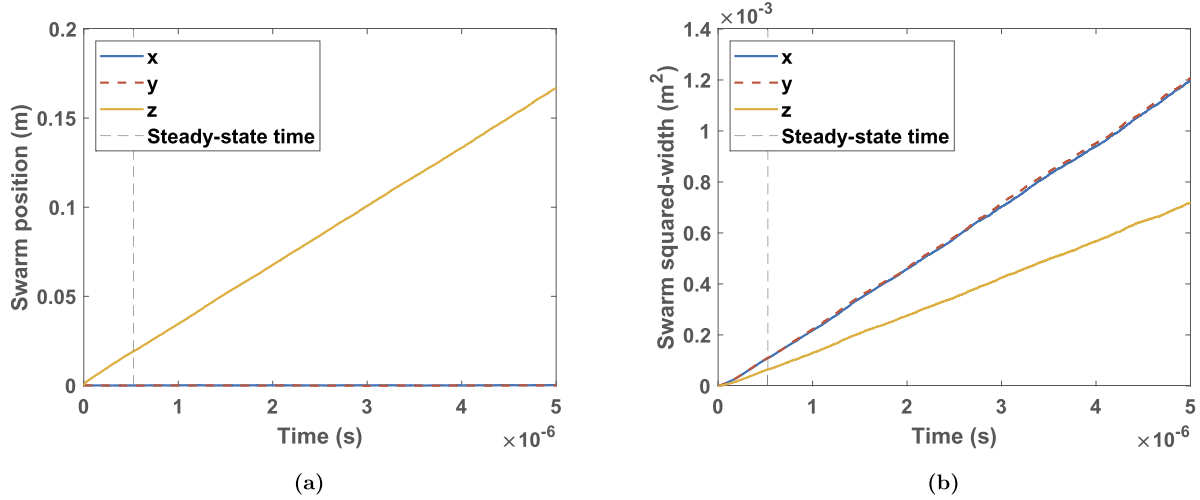 0.2
0.15
0.1
0.05
0
Swarm position (m)
x
y
z
Steady-state time
0 1 2 3 4 5
Time (s)
×10-6
(a)
×10-3
1.4
1.2
1
0.8
0.6
0.4
0.2
0
Swarm squared-width (m2)
x
y
z
Steady-state time
0 1 2 3 4 5
Time (s)
×10-6
(b)